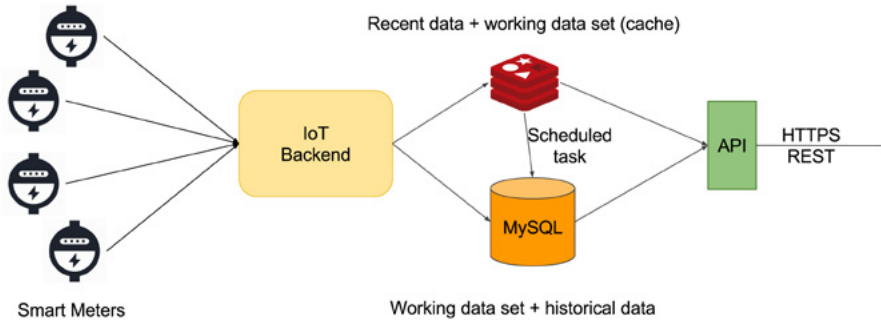 Recent data + working data set (cache)
IoT
Backend
Scheduled
task
API
HTTPS
REST
MySQL
Smart Meters
Working data set + historical data